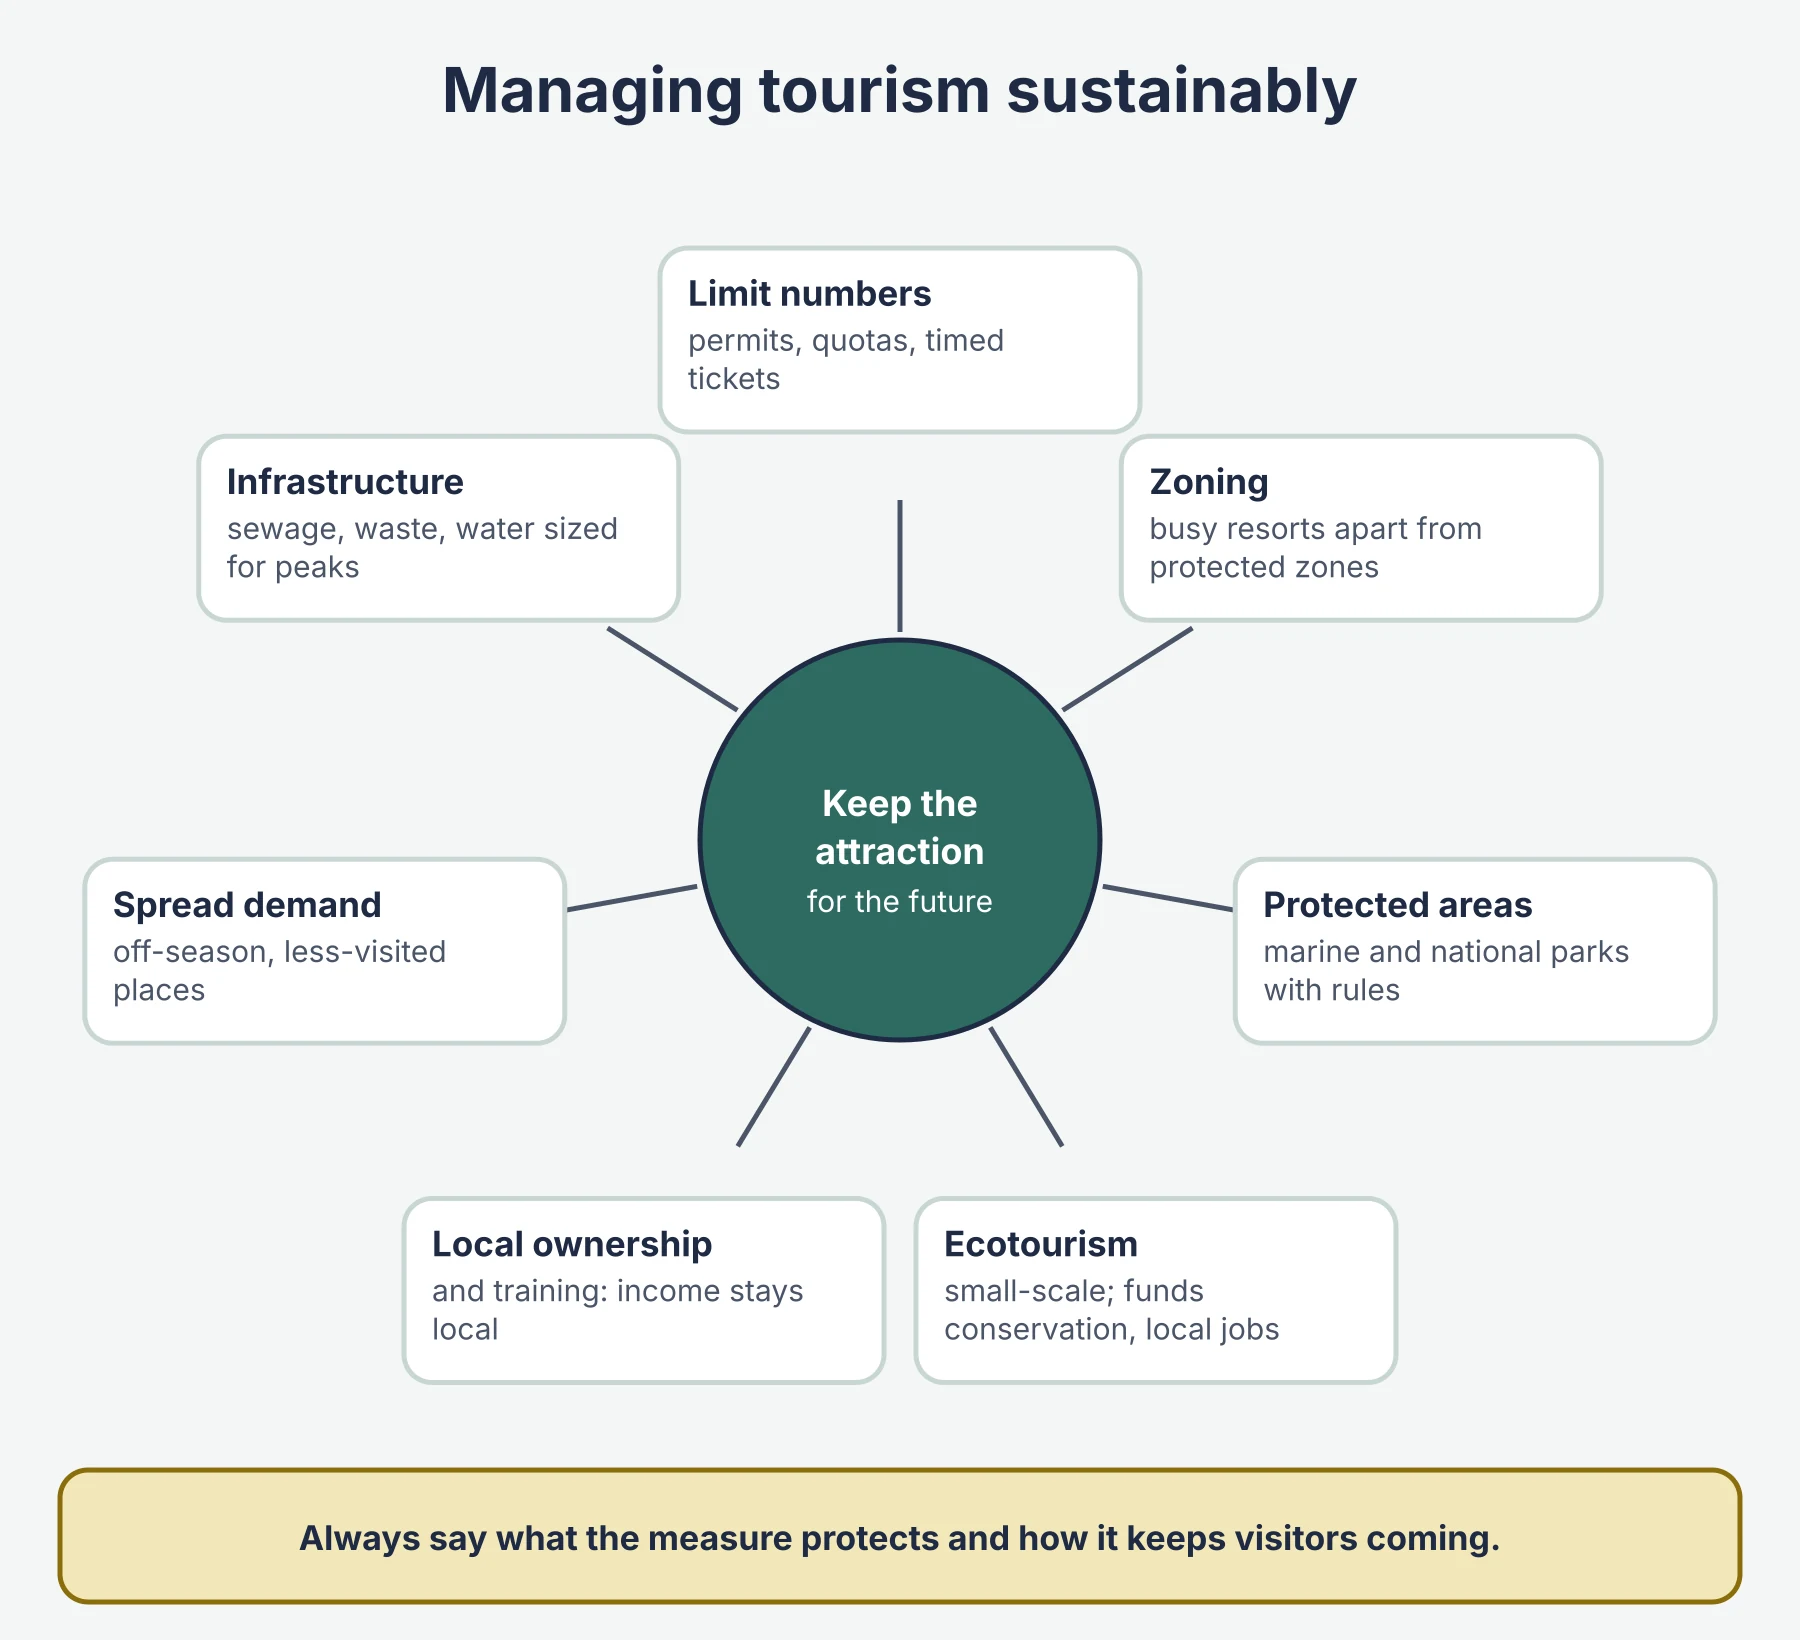 Managing tourism sustainably
Limit numbers
permits, quotas, timed
tickets
Infrastructure
sewage, waste, water sized
for peaks
Zoning
busy resorts apart from
protected zones
Keep the
attraction
for the future
Spread demand
off-season, less-visited
places
Protected areas
marine and national parks
with rules
Local ownership
and training: income stays
local
Ecotourism
small-scale; funds
conservation, local jobs
Always say what the measure protects and how it keeps visitors coming.